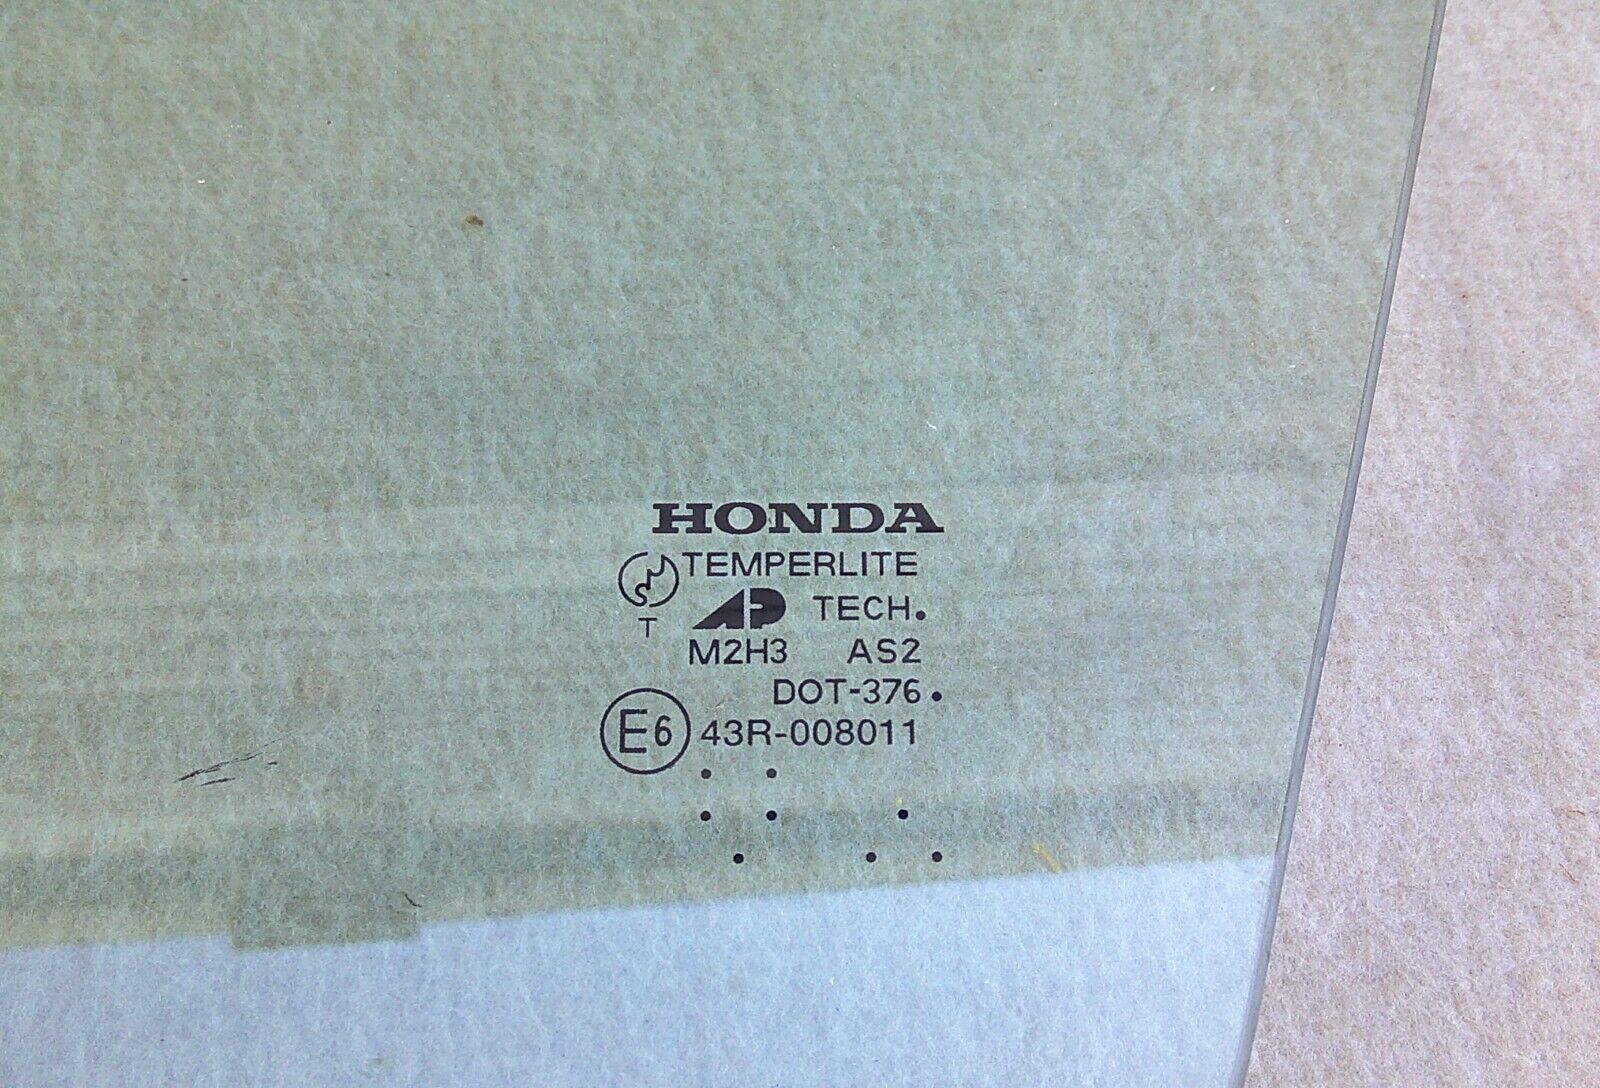 HONDA
TEMPERLITE
T
AP TECH.
M2H3 AS2
DOT-376.
E6 43R-008011